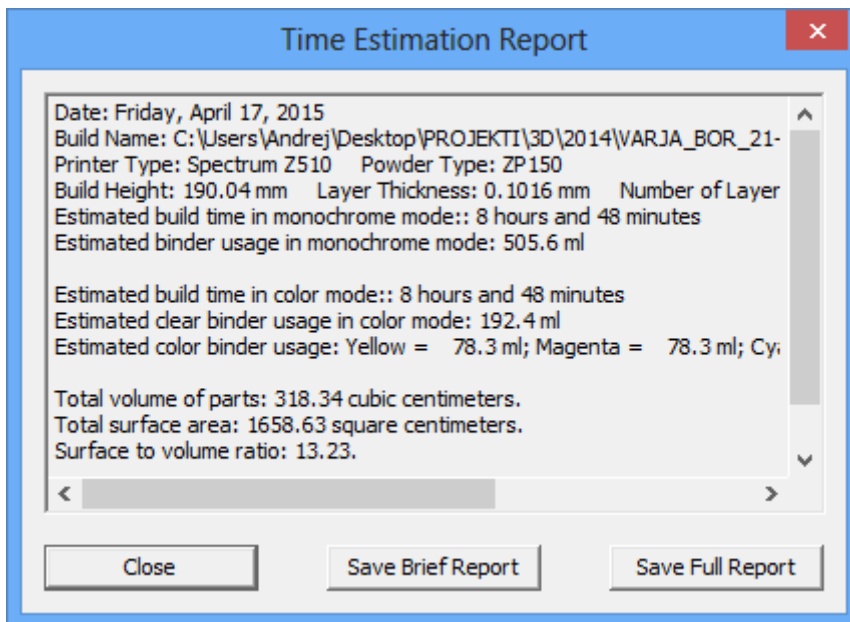 Time Estimation Report
Date: Friday, April 17, 2015
Build Name: C:\Users\Andrej\Desktop\PROJEKTI\3D\2014\VARJA_BOR_21-
Printer Type: Spectrum Z510 Powder Type: ZP150
Build Height: 190.04 mm Layer Thickness: 0.1016 mm Number of Layer
Estimated build time in monochrome mode:: 8 hours and 48 minutes
Estimated binder usage in monochrome mode: 505.6 ml
Estimated build time in color mode:: 8 hours and 48 minutes
Estimated clear binder usage in color mode: 192.4 ml
Estimated color binder usage: Yellow = 78.3 ml; Magenta = 78.3 ml; Cya
Total volume of parts: 318.34 cubic centimeters.
Total surface area: 1658.63 square centimeters.
Surface to volume ratio: 13.23.
Close Save Brief Report Save Full Report